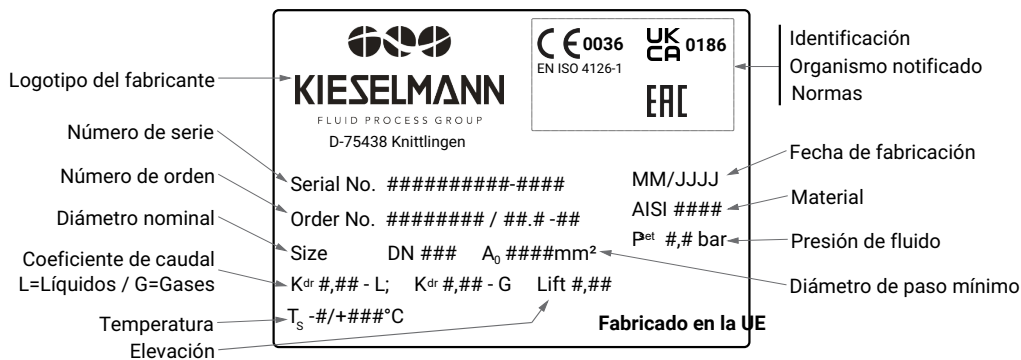 Logotipo del fabricante
Número de serie
Número de orden
Diámetro nominal
Coeficiente de caudal
L=Líquidos / G=Gases
Temperatura
Elevación
KIESELMANN
FLUID PROCESS GROUP
D-75438 Knittlingen
CE 0036
EN ISO 4126-1
UK
CA 0186
EAC
Serial No. ##########-####
MM/JJJJ
Order No. ######## / ##.# -##
AISI ####
Size DN ### A0 ####mm²
Pset #,# bar
Kdr #,## - L; Kdr #,## - G Lift #,##
TS -#/+###°C
Fabricado en la UE
Identificación
Organismo notificado
Normas
Fecha de fabricación
Material
Presión de fluido
Diámetro de paso mínimo